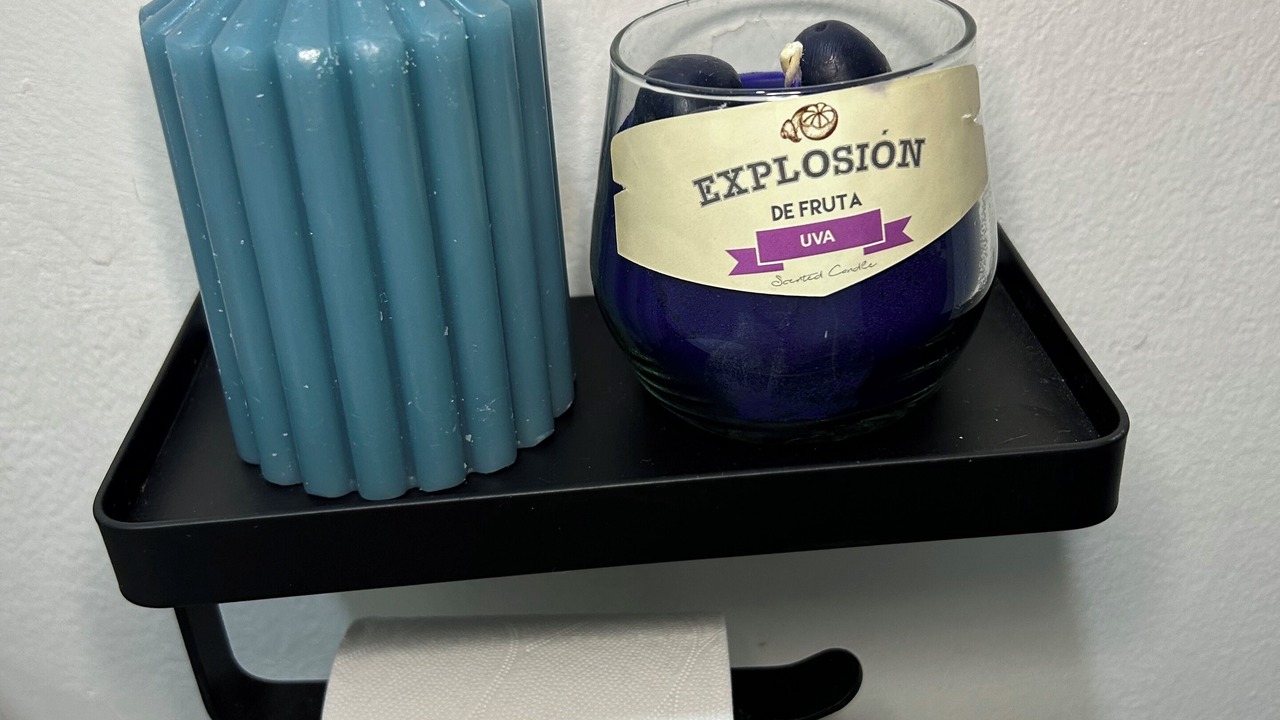 EXPLOSIÓN
DE FRUTA
UVA
Scented Candle